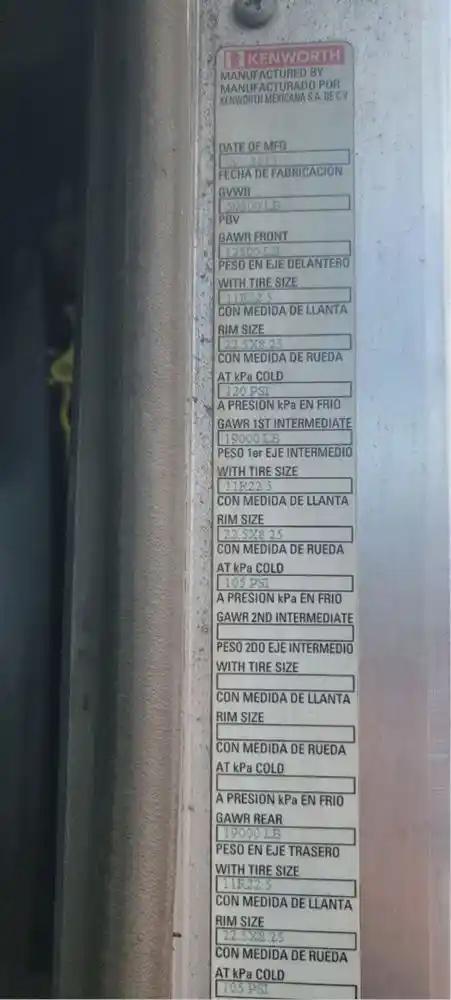 KENWORTH
MANUFACTURED BY
MANUFACTURADO POR
KENWORTH MEXICANA S.A. DE C.V
DATE OF MFG
FECHA DE FABRICACION
GVWR
PBV
GAWR FRONT
PESO EN EJE DELANTERO
WITH TIRE SIZE
11R22.5
CON MEDIDA DE LLANTA
RIM SIZE
22.5X8.25
CON MEDIDA DE RUEDA
AT kPa COLD
120 PSI
A PRESION kPa EN FRIO
GAWR 1ST INTERMEDIATE
19000 LB
PESO 1er EJE INTERMEDIO
WITH TIRE SIZE
11R22.5
CON MEDIDA DE LLANTA
RIM SIZE
22.5X8.25
CON MEDIDA DE RUEDA
AT kPa COLD
105 PSI
A PRESION kPa EN FRIO
GAWR 2ND INTERMEDIATE
PESO 2DO EJE INTERMEDIO
WITH TIRE SIZE
CON MEDIDA DE LLANTA
RIM SIZE
CON MEDIDA DE RUEDA
AT kPa COLD
A PRESION kPa EN FRIO
GAWR REAR
19000 LB
PESO EN EJE TRASERO
WITH TIRE SIZE
11R22.5
CON MEDIDA DE LLANTA
RIM SIZE
22.5X8.25
CON MEDIDA DE RUEDA
AT kPa COLD
105 PSI